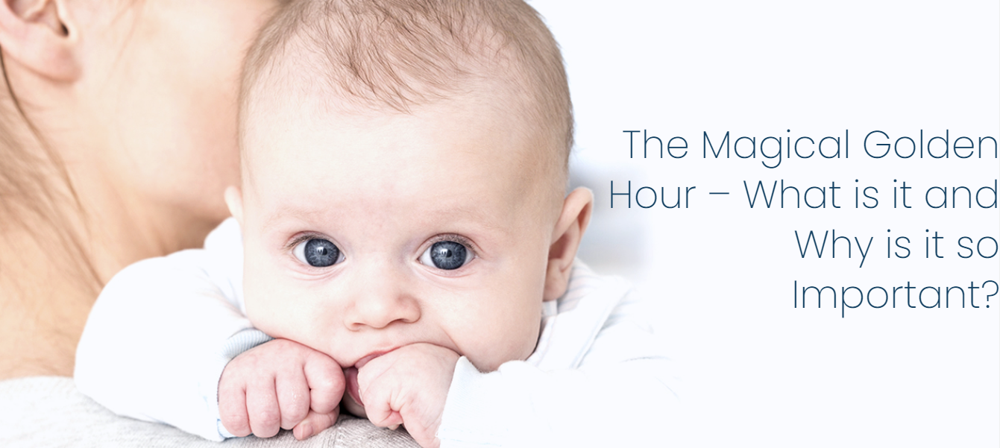 The Magical Golden
Hour – What is it and
Why is it so
Important?